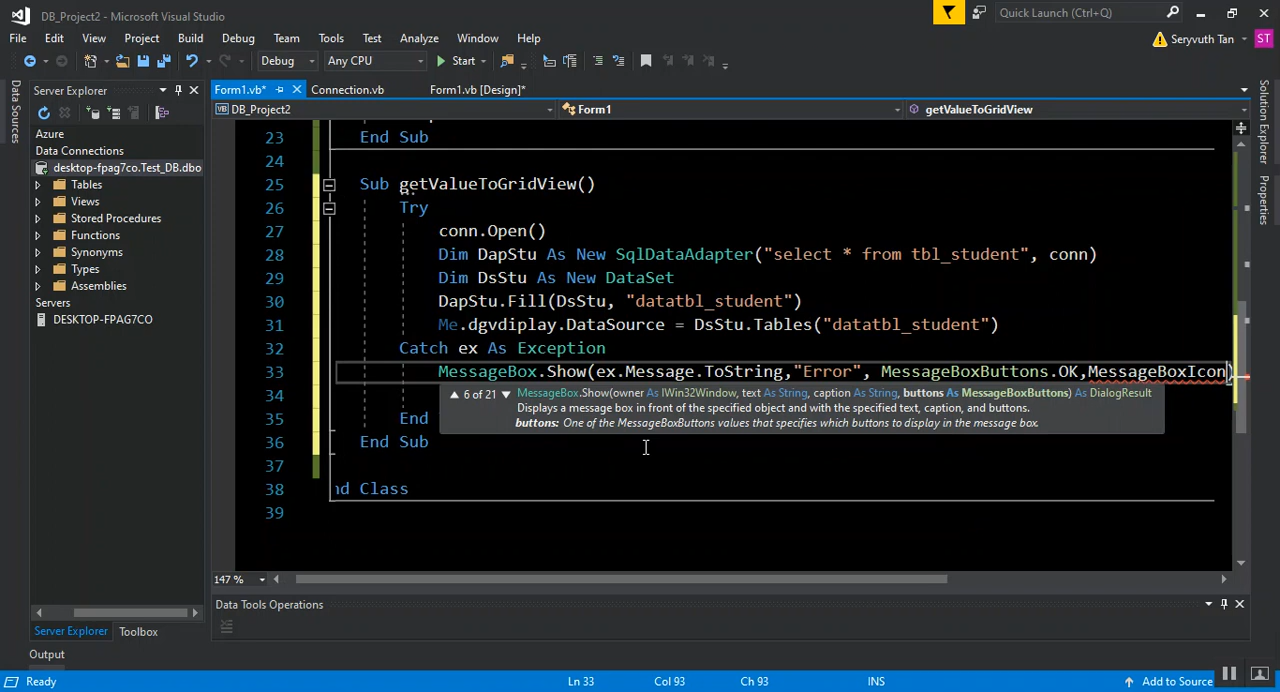 DB_Project2 - Microsoft Visual Studio
Quick Launch (Ctrl+Q)
File Edit View Project Build Debug Team Tools Test Analyze Window Help
Seryvuth Tan ST
Debug Any CPU Start
Data Sources
Server Explorer
Form1.vb* Connection.vb Form1.vb [Design]*
DB_Project2 Form1 getValueToGridView
Solution Explorer
Properties
Azure
Data Connections
desktop-fpag7co.Test_DB.dbo
Tables
Views
Stored Procedures
Functions
Synonyms
Types
Assemblies
Servers
DESKTOP-FPAG7CO
23 End Sub
24
25 Sub getValueToGridView()
26 Try
27 conn.Open()
28 Dim DapStu As New SqlDataAdapter("select * from tbl_student", conn)
29 Dim DsStu As New DataSet
30 DapStu.Fill(DsStu, "datatbl_student")
31 Me.dgvdiplay.DataSource = DsStu.Tables("datatbl_student")
32 Catch ex As Exception
33 MessageBox.Show(ex.Message.ToString,"Error", MessageBoxButtons.OK,MessageBoxIcon)
34
▲ 6 of 21 ▼ MessageBox.Show(owner As IWin32Window, text As String, caption As String, buttons As MessageBoxButtons) As DialogResult
Displays a message box in front of the specified object and with the specified text, caption, and buttons.
buttons: One of the MessageBoxButtons values that specifies which buttons to display in the message box.
35 End
36 End Sub
37
38 nd Class
39
147 %
Data Tools Operations
Server Explorer Toolbox
Output
Ready Ln 33 Col 93 Ch 93 INS Add to Source